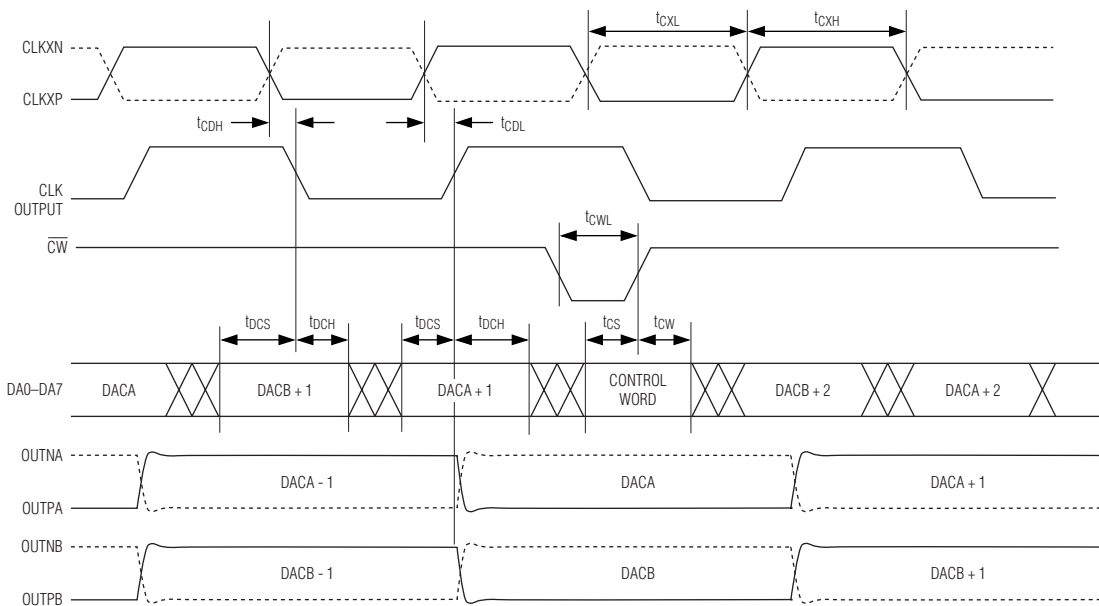 tCXL tCXH
CLKXN
CLKXP
tCDH tCDL
CLK
OUTPUT
tCWL
CW
tDCS tDCH tDCS tDCH tCS tCW
DA0–DA7 DACA DACB + 1 DACA + 1 CONTROL WORD DACB + 2 DACA + 2
OUTNA
DACA - 1 DACA DACA + 1
OUTPA
OUTNB
DACB - 1 DACB DACB + 1
OUTPB